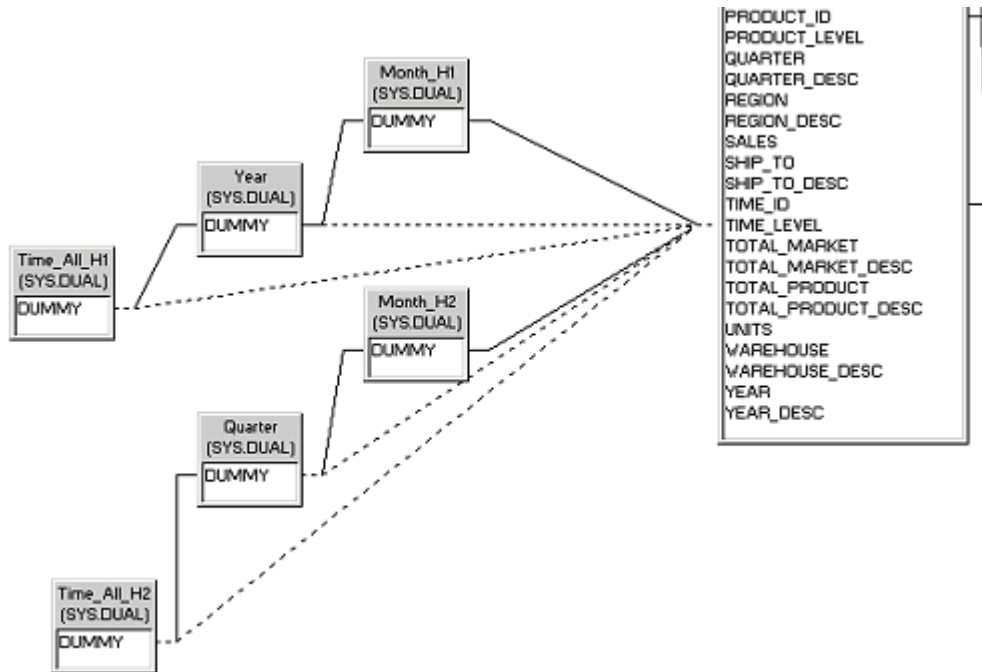 Month_H1
(SYS.DUAL)
DUMMY
Year
(SYS.DUAL)
DUMMY
Time_All_H1
(SYS.DUAL)
DUMMY
Month_H2
(SYS.DUAL)
DUMMY
Quarter
(SYS.DUAL)
DUMMY
Time_All_H2
(SYS.DUAL)
DUMMY
PRODUCT_ID
PRODUCT_LEVEL
QUARTER
QUARTER_DESC
REGION
REGION_DESC
SALES
SHIP_TO
SHIP_TO_DESC
TIME_ID
TIME_LEVEL
TOTAL_MARKET
TOTAL_MARKET_DESC
TOTAL_PRODUCT
TOTAL_PRODUCT_DESC
UNITS
WAREHOUSE
WAREHOUSE_DESC
YEAR
YEAR_DESC